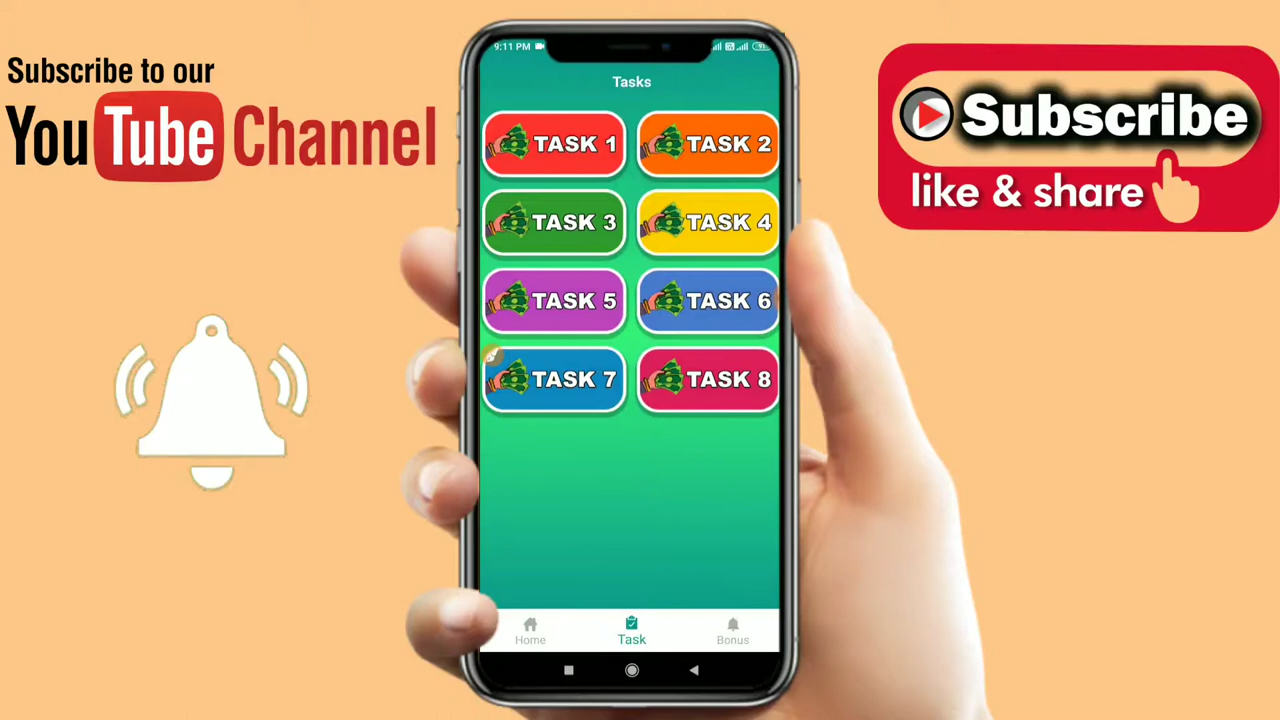 Subscribe to our
YouTube Channel
9:11 PM
91
Tasks
TASK 1
TASK 2
TASK 3
TASK 4
TASK 5
TASK 6
TASK 7
TASK 8
Home
Task
Bonus
Subscribe
like & share